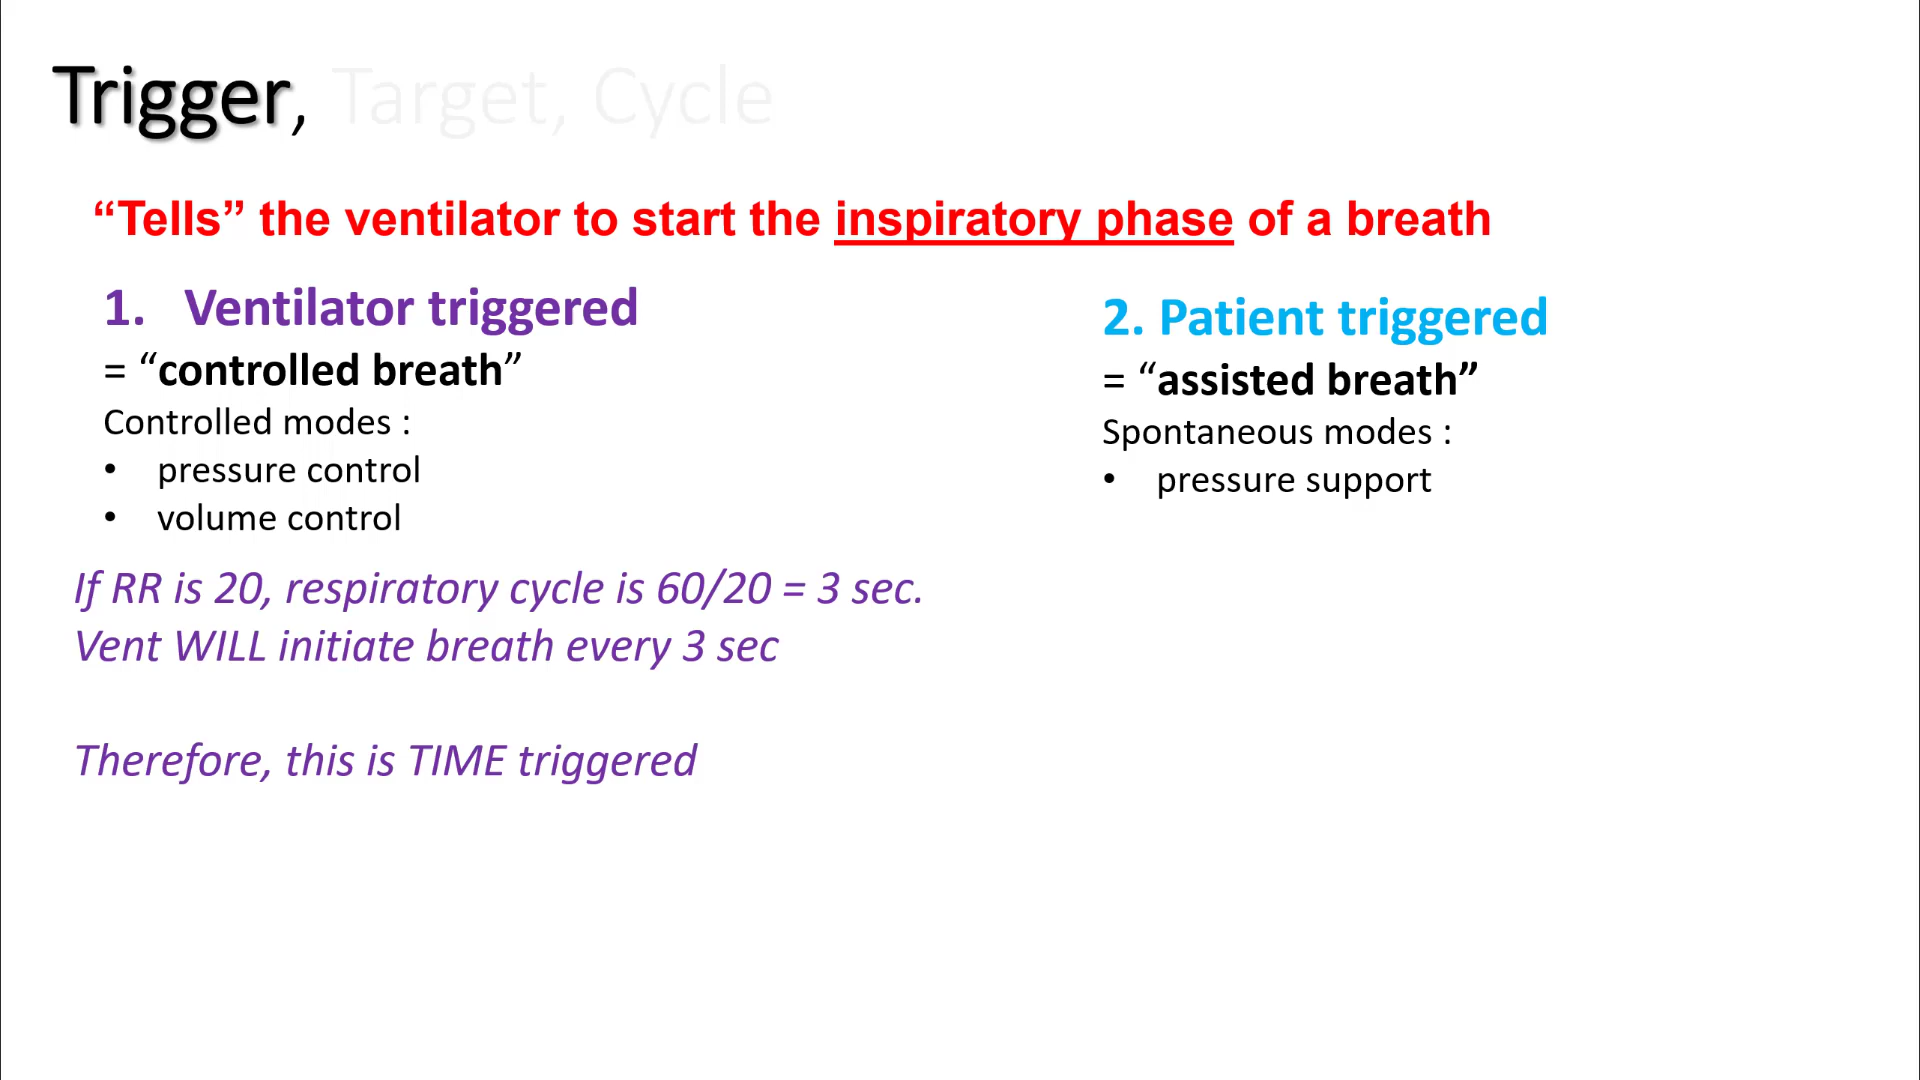 Trigger, Target, Cycle
“Tells” the ventilator to start the inspiratory phase of a breath
1. Ventilator triggered
= “controlled breath”
Controlled modes :
• pressure control
• volume control
If RR is 20, respiratory cycle is 60/20 = 3 sec.
Vent WILL initiate breath every 3 sec
Therefore, this is TIME triggered
2. Patient triggered
= “assisted breath”
Spontaneous modes :
• pressure support